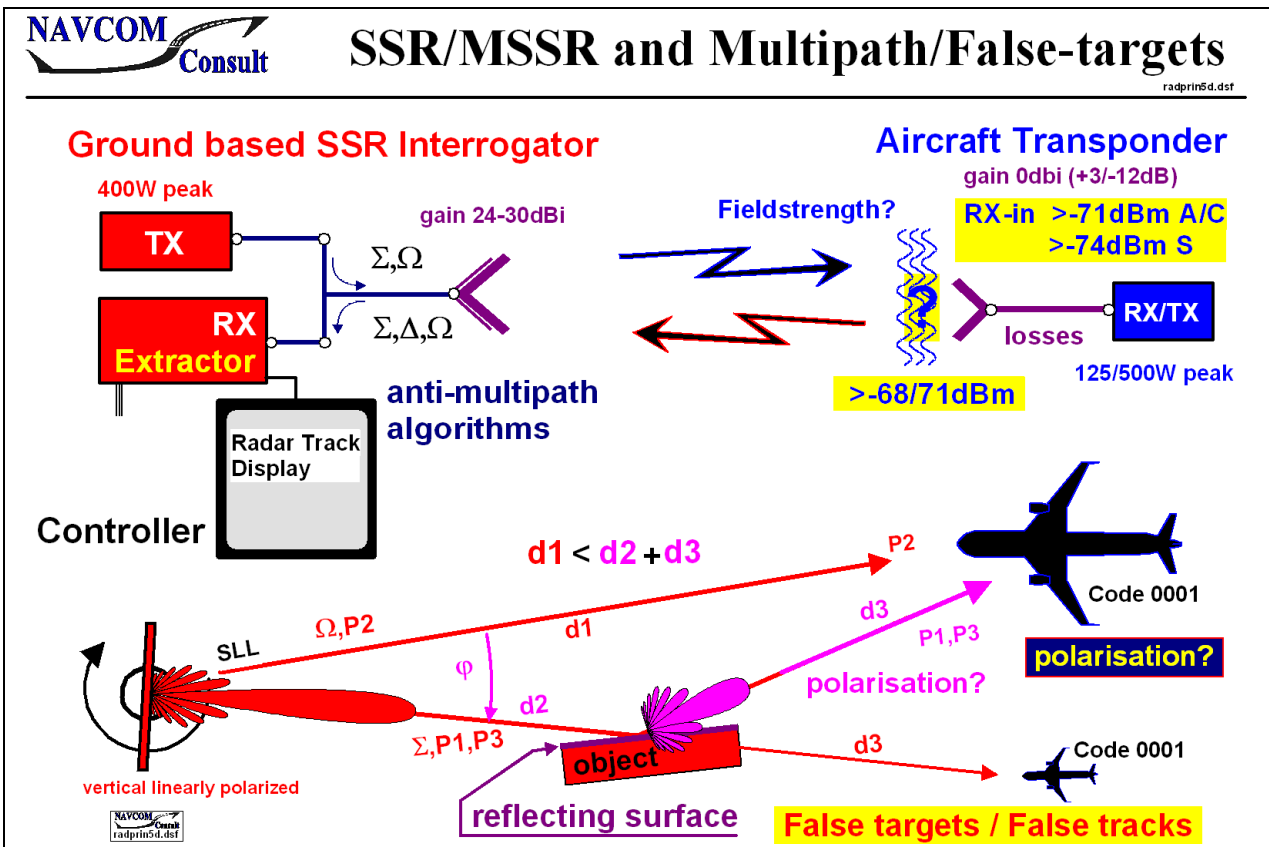 NAVCOM
Consult
SSR/MSSR and Multipath/False-targets
radprin5d.dsf
Ground based SSR Interrogator
Aircraft Transponder
400W peak
gain 24-30dBi
gain 0dbi (+3/-12dB)
Fieldstrength?
RX-in >-71dBm A/C
>-74dBm S
TX
Σ,Ω
RX
Extractor
Σ,Δ,Ω
?
RX/TX
losses
125/500W peak
>-68/71dBm
anti-multipath
algorithms
Radar Track
Display
Controller
d1 < d2 + d3
P2
Code 0001
Ω,P2
d1
d3
P1,P3
SLL
φ
polarisation?
polarisation?
d2
Σ,P1,P3
object
d3
Code 0001
vertical linearly polarized
reflecting surface
False targets / False tracks
NAVCOM
Consult
radprin5d.dsf